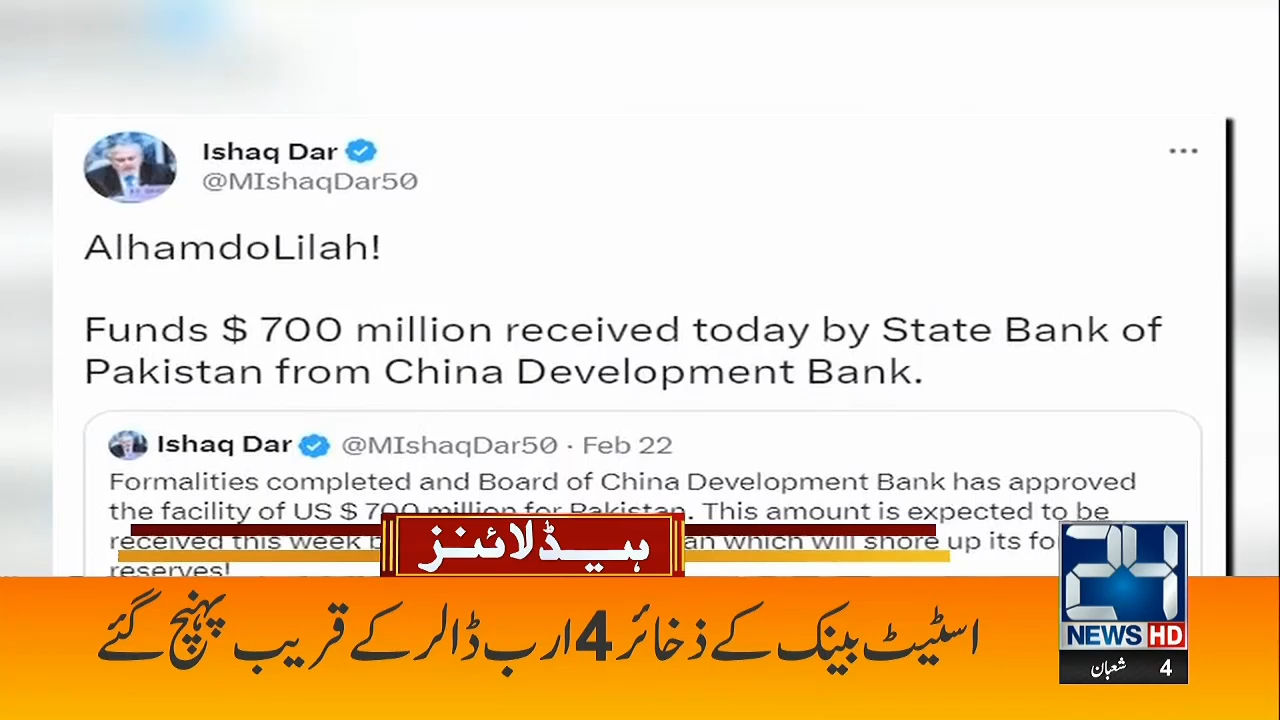 Ishaq Dar
@MIshaqDar50
AlhamdoLilah!
Funds $ 700 million received today by State Bank of
Pakistan from China Development Bank.
Ishaq Dar @MIshaqDar50 · Feb 22
Formalities completed and Board of China Development Bank has approved
the facility of US $ 700 million for Pakistan. This amount is expected to be
received this week which will shore up its
reserves!
ہیڈلائنز
اسٹیٹ بینک کے ذخائر 4 ارب ڈالر کے قریب پہنچ گئے
24
NEWS HD
4 شعبان